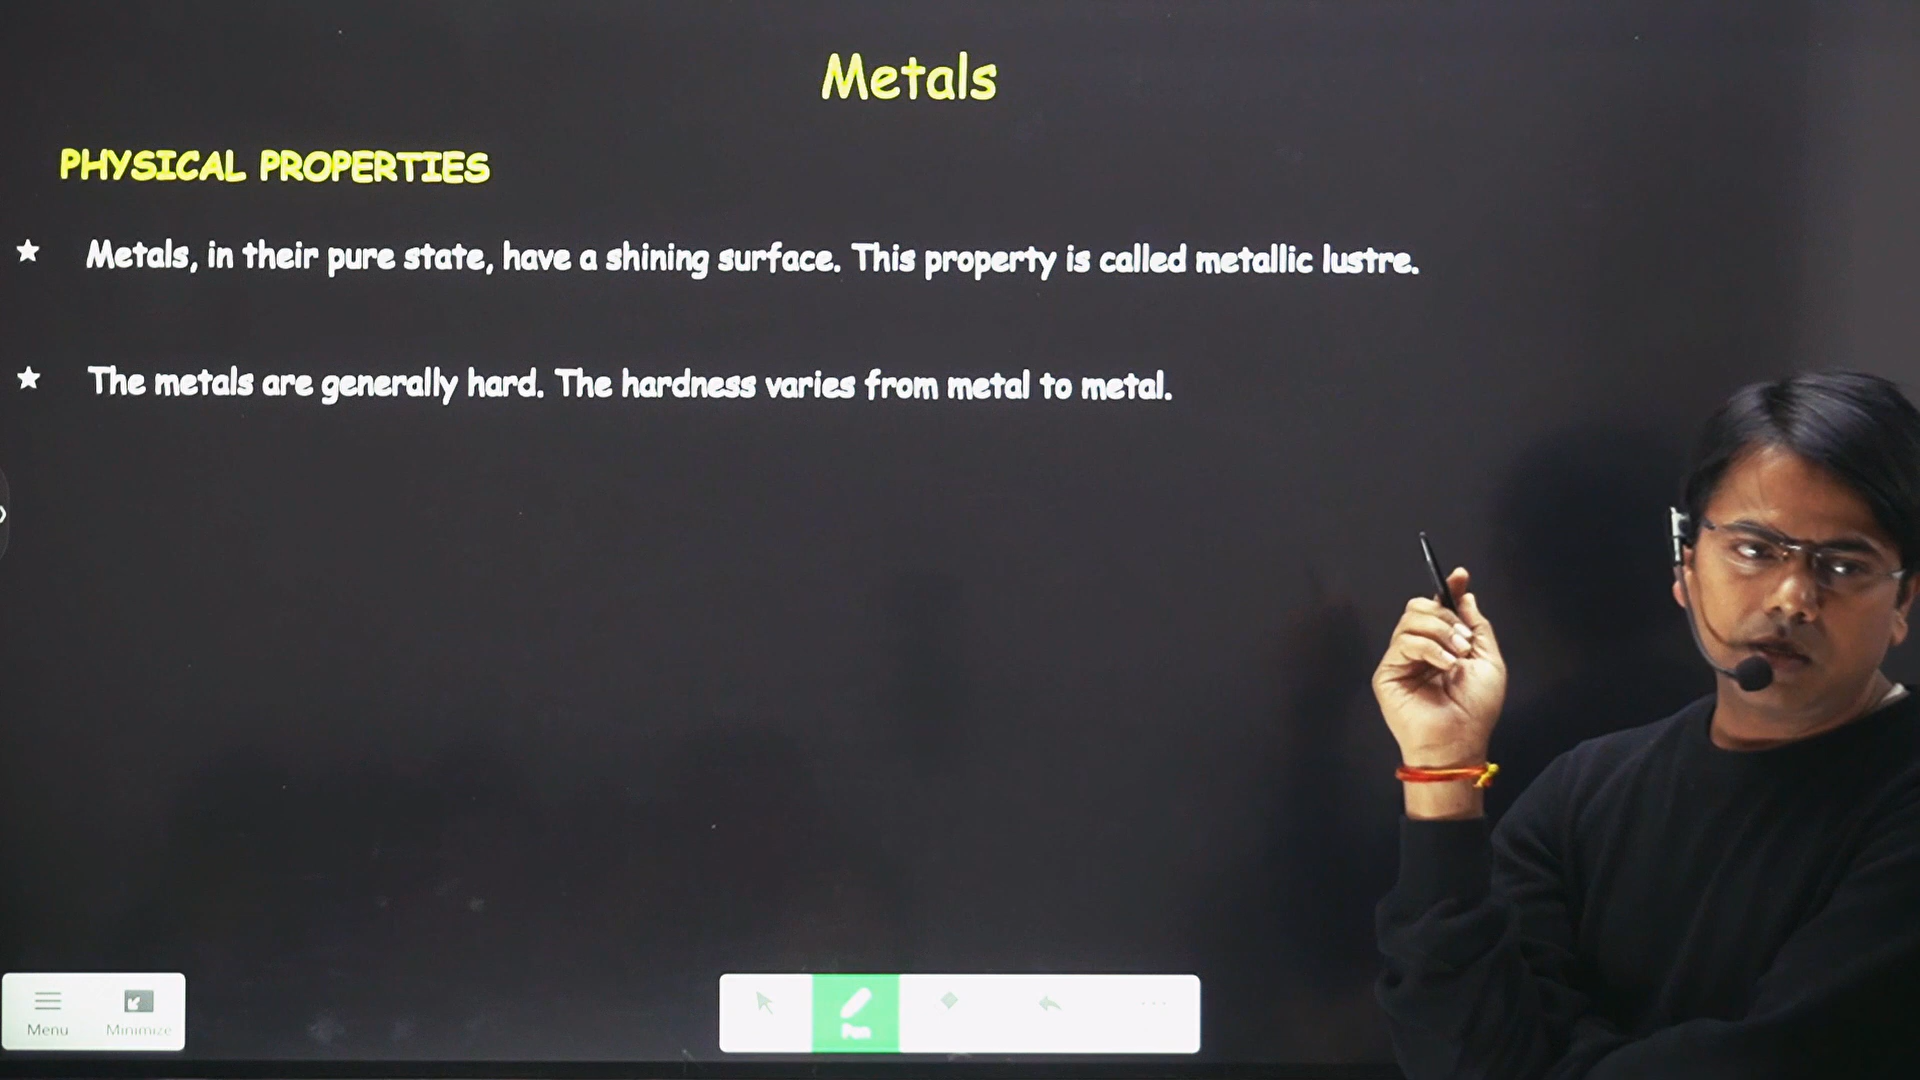 Metals
PHYSICAL PROPERTIES
★ Metals, in their pure state, have a shining surface. This property is called metallic lustre.
★ The metals are generally hard. The hardness varies from metal to metal.
Menu
Minimize
Pen